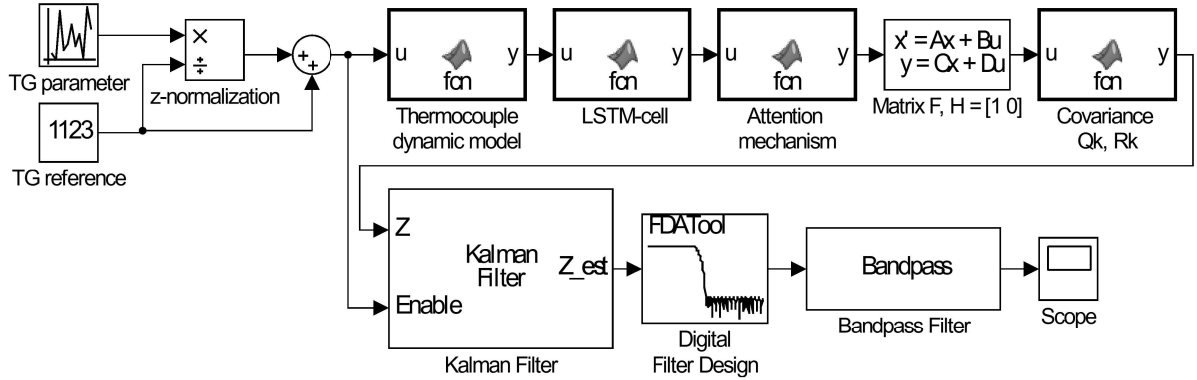 TG parameter
×
÷
z-normalization
1123
TG reference
++
u
fcn
y
Thermocouple
dynamic model
u
fcn
y
LSTM-cell
u
fcn
y
Attention
mechanism
x' = Ax + Bu
y = Cx + Du
Matrix F, H = [1 0]
u
fcn
y
Covariance
Qk, Rk
Z
Enable
Kalman
Filter
Z_est
Kalman Filter
FDATool
Digital
Filter Design
Bandpass
Bandpass Filter
Scope